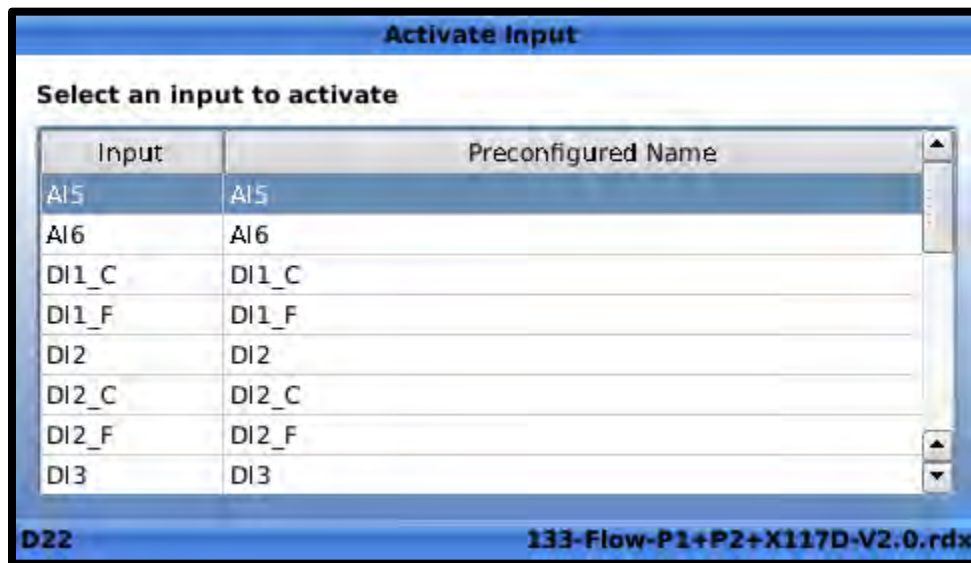 Activate Input
Select an input to activate
Input Preconfigured Name
AI5 AI5
AI6 AI6
DI1_C DI1_C
DI1_F DI1_F
DI2 DI2
DI2_C DI2_C
DI2_F DI2_F
DI3 DI3
D22 133-Flow-P1+P2+X117D-V2.0.rdx